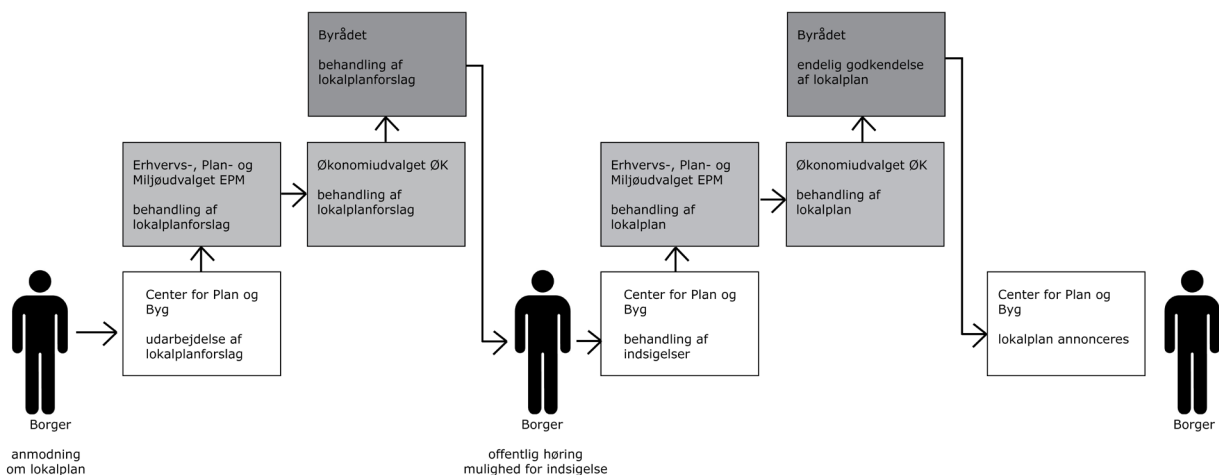 Borger
anmodning
om lokalplan
Center for Plan og
Byg
udarbejdelse af
lokalplanforslag
Erhvervs-, Plan- og
Miljøudvalget EPM
behandling af
lokalplanforslag
Økonomiudvalget ØK
behandling af
lokalplanforslag
Byrådet
behandling af
lokalplanforslag
Borger
offentlig høring
mulighed for indsigelse
Center for Plan og
Byg
behandling af
indsigelser
Erhvervs-, Plan- og
Miljøudvalget EPM
behandling af
lokalplan
Økonomiudvalget ØK
behandling af
lokalplan
Byrådet
endelig godkendelse
af lokalplan
Center for Plan og
Byg
lokalplan annonceres
Borger